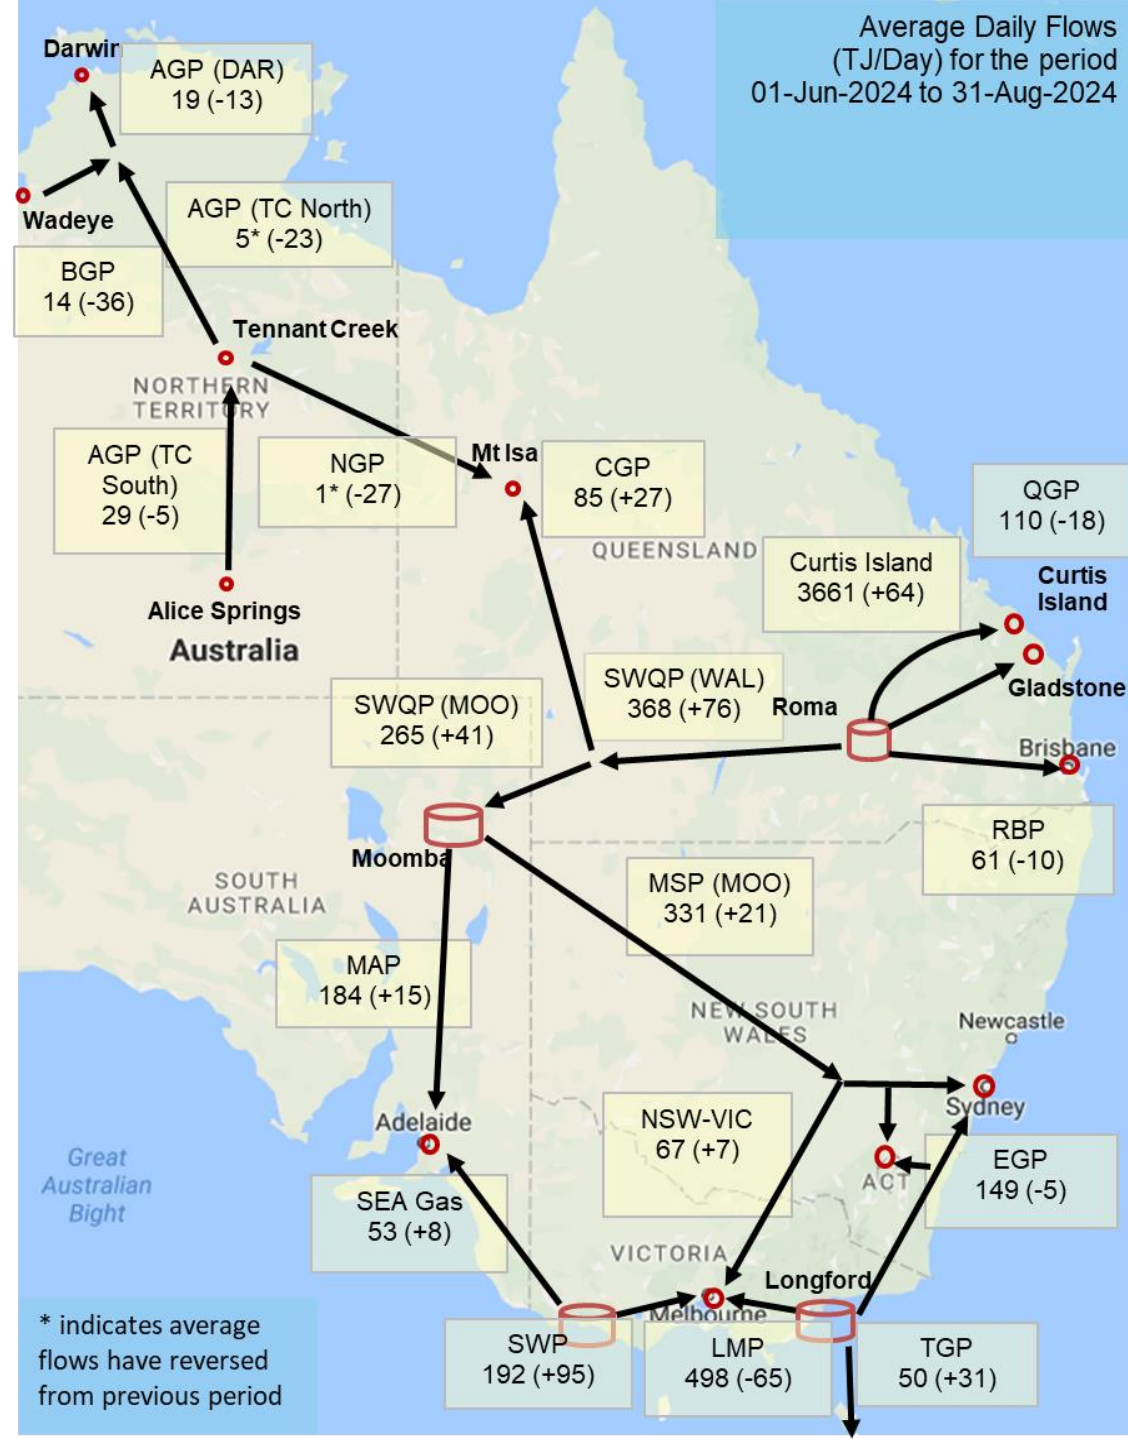 Average Daily Flows
(TJ/Day) for the period
01-Jun-2024 to 31-Aug-2024
Darwin
AGP (DAR)
19 (-13)
Wadeye
AGP (TC North)
5* (-23)
BGP
14 (-36)
Tennant Creek
NORTHERN
TERRITORY
AGP (TC
South)
29 (-5)
NGP
1* (-27)
Mt Isa
CGP
85 (+27)
QGP
110 (-18)
QUEENSLAND
Curtis Island
3661 (+64)
Curtis
Island
Alice Springs
Australia
SWQP (MOO)
265 (+41)
SWQP (WAL)
368 (+76)
Roma
Gladstone
Brisbane
RBP
61 (-10)
Moomba
SOUTH
AUSTRALIA
MSP (MOO)
331 (+21)
MAP
184 (+15)
NEW SOUTH
WALES
Newcastle
Sydney
Adelaide
NSW-VIC
67 (+7)
ACT
EGP
149 (-5)
Great
Australian
Bight
SEA Gas
53 (+8)
VICTORIA
Longford
Melbourne
* indicates average
flows have reversed
from previous period
SWP
192 (+95)
LMP
498 (-65)
TGP
50 (+31)